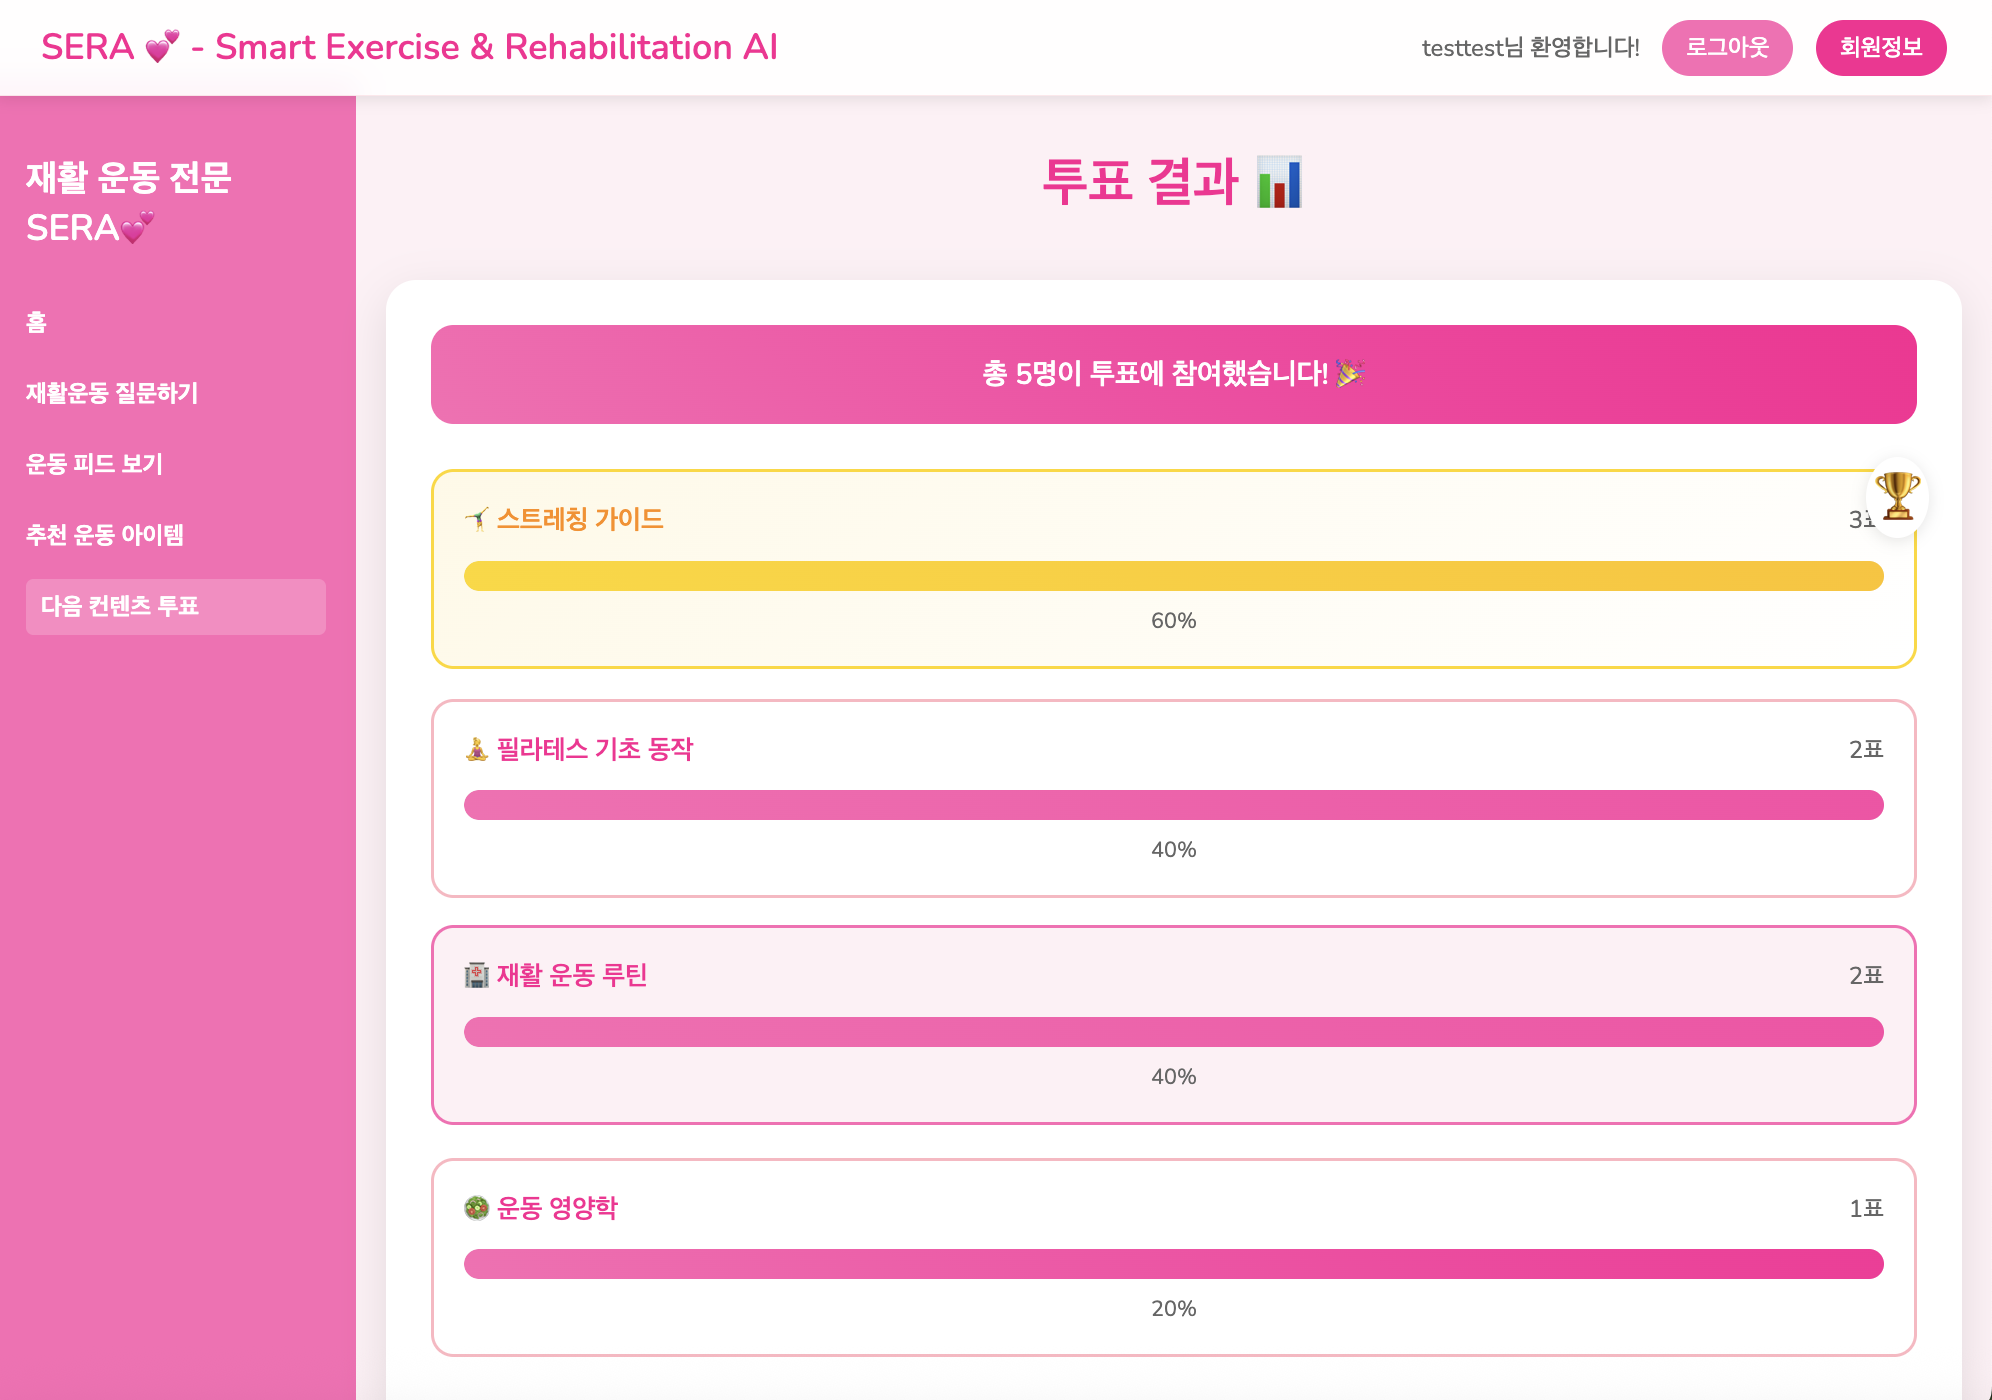 SERA 💕 - Smart Exercise & Rehabilitation AI
testtest님 환영합니다!
로그아웃
회원정보
재활 운동 전문
SERA💕
홈
재활운동 질문하기
운동 피드 보기
추천 운동 아이템
다음 컨텐츠 투표
투표 결과 📊
총 5명이 투표에 참여했습니다! 🎉
🤸 스트레칭 가이드
3표
60%
🧘 필라테스 기초 동작
2표
40%
🏥 재활 운동 루틴
2표
40%
🥗 운동 영양학
1표
20%